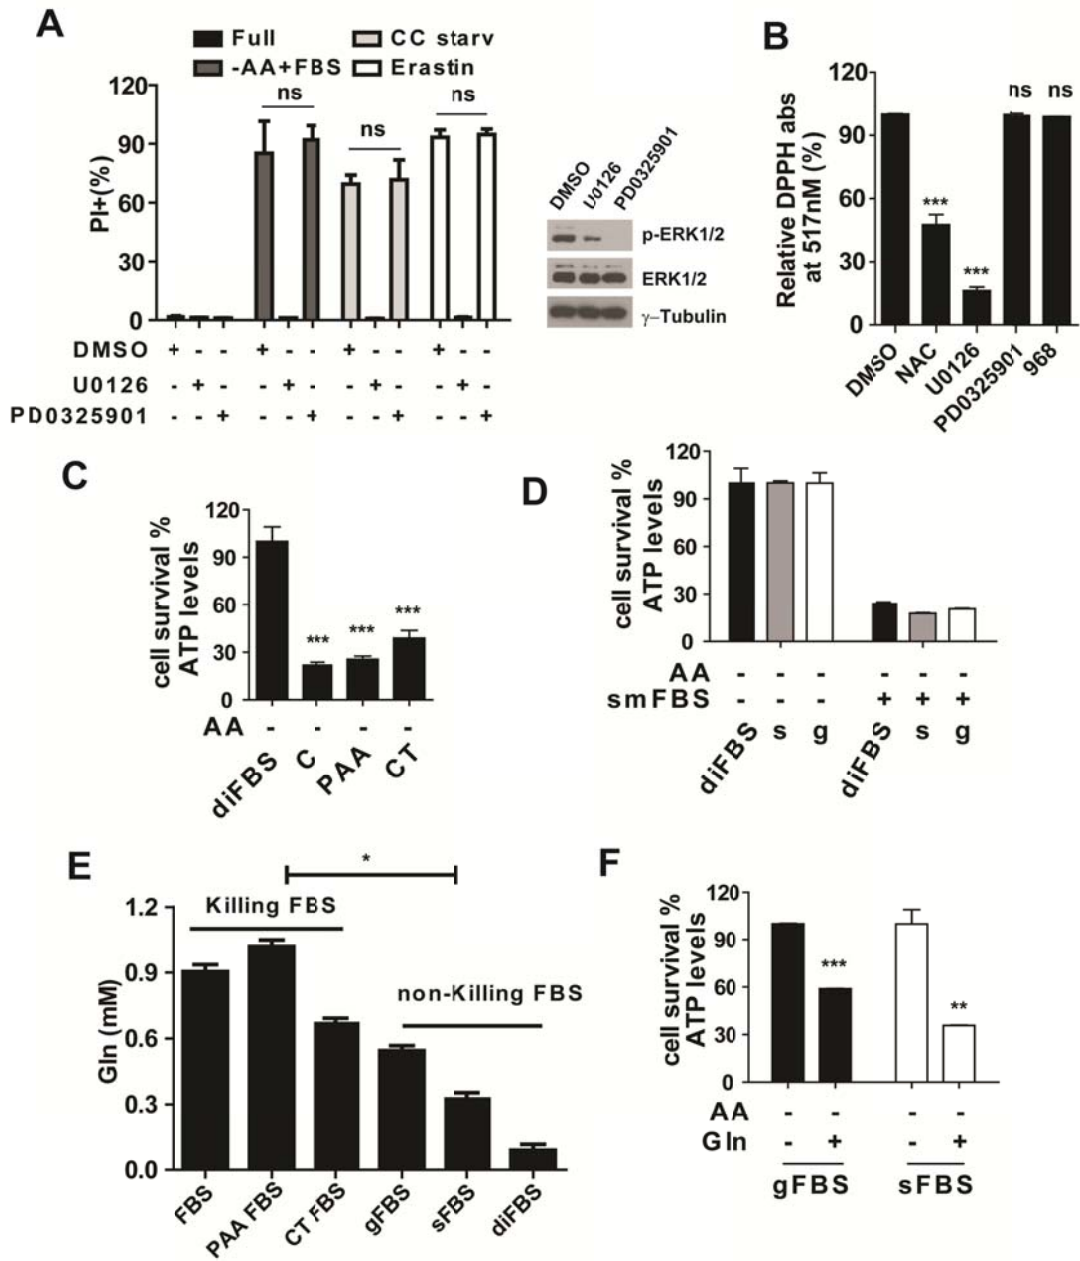 A
Full
CC starv
-AA+FBS
Erastin
PI+(%)
120
90
60
30
0
ns
ns
ns
DMSO + - - + - - + - - + - -
U0126 - + - - + - - + - - + -
PD0325901 - - + - - + - - + - - +
DMSO
U0126
PD0325901
p-ERK1/2
ERK1/2
γ–Tubulin
B
Relative DPPH abs
at 517nM (%)
120
90
60
30
0
***
***
ns
ns
DMSO
NAC
U0126
PD0325901
968
C
cell survival %
ATP levels
120
90
60
30
0
***
***
***
AA - - - -
diFBS
C
PAA
CT
D
cell survival %
ATP levels
120
90
60
30
0
AA - - - - - -
smFBS - - - + + +
diFBS s g diFBS s g
E
*
Killing FBS
non-Killing FBS
Gln (mM)
1.2
0.9
0.6
0.3
0.0
FBS
PAA FBS
CT FBS
gFBS
sFBS
diFBS
F
cell survival %
ATP levels
120
90
60
30
0
***
**
AA - - - -
Gln - + - +
gFBS sFBS